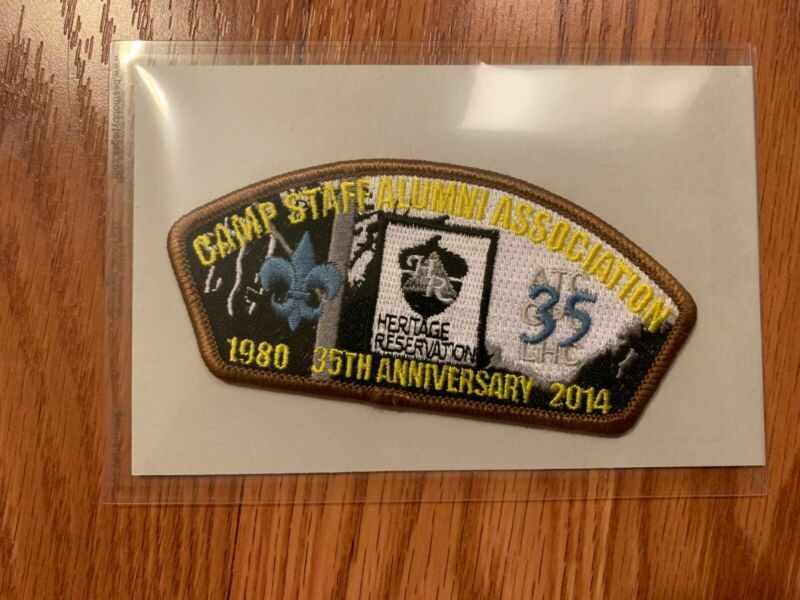 CAMP STAFF ALUMNI ASSOCIATION
HERITAGE
RESERVATION
ATC
35
LHC
1980 35TH ANNIVERSARY 2014